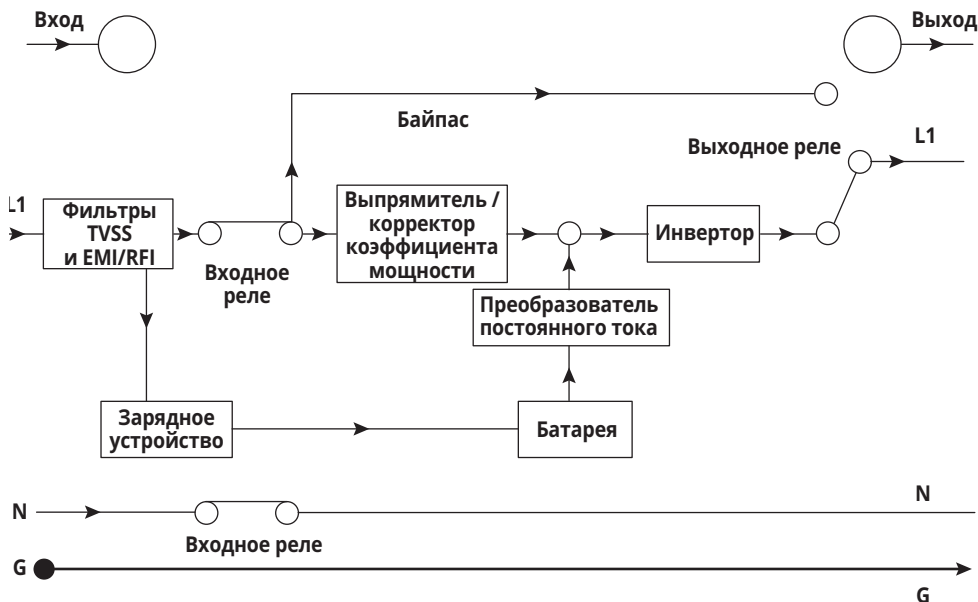 Вход
Выход
Байпас
Выходное реле
L1
L1
Фильтры
TVSS
и EMI/RFI
Входное
реле
Выпрямитель /
корректор
коэффициента
мощности
Инвертор
Преобразователь
постоянного тока
Зарядное
устройство
Батарея
N
N
Входное реле
G
G